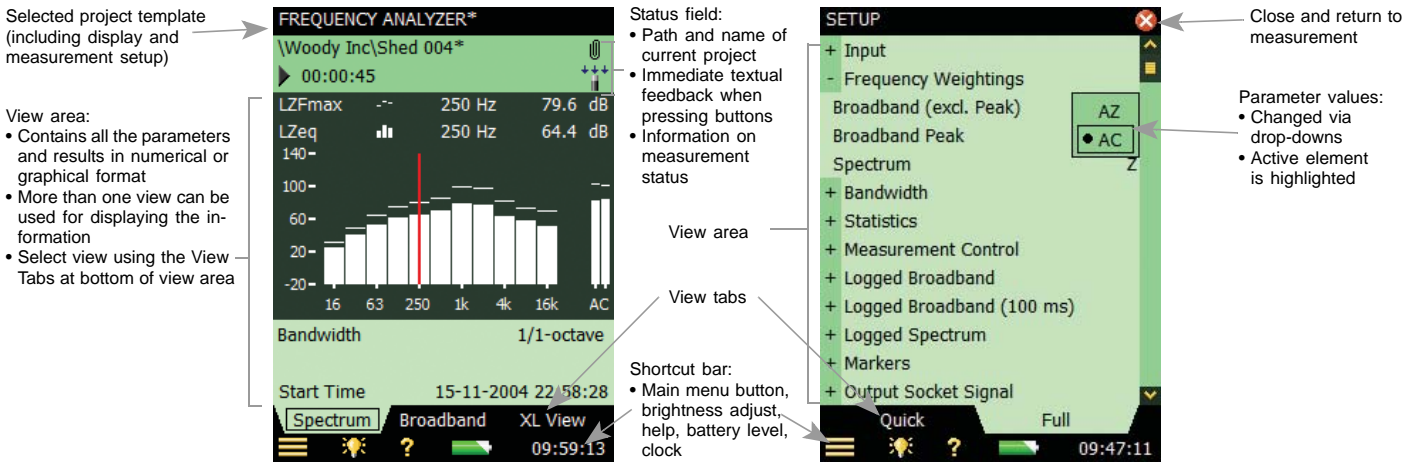 Selected project template
(including display and
measurement setup)
View area:
• Contains all the parameters
and results in numerical or
graphical format
• More than one view can be
used for displaying the in-
formation
• Select view using the View
Tabs at bottom of view area
FREQUENCY ANALYZER*
\Woody Inc\Shed 004*
00:00:45
LZFmax 250 Hz 79.6 dB
LZeq 250 Hz 64.4 dB
140
100
60
20
-20
16 63 250 1k 4k 16k AC
Bandwidth 1/1-octave
Start Time 15-11-2004 22:58:28
Spectrum Broadband XL View
? 09:59:13
Status field:
• Path and name of
current project
• Immediate textual
feedback when
pressing buttons
• Information on
measurement
status
View area
View tabs
Shortcut bar:
• Main menu button,
brightness adjust,
help, battery level,
clock
SETUP
+ Input
- Frequency Weightings
Broadband (excl. Peak) AZ
Broadband Peak AC
Spectrum Z
+ Bandwidth
+ Statistics
+ Measurement Control
+ Logged Broadband
+ Logged Broadband (100 ms)
+ Logged Spectrum
+ Markers
+ Output Socket Signal
Quick Full
? 09:47:11
Close and return to
measurement
Parameter values:
• Changed via
drop-downs
• Active element
is highlighted